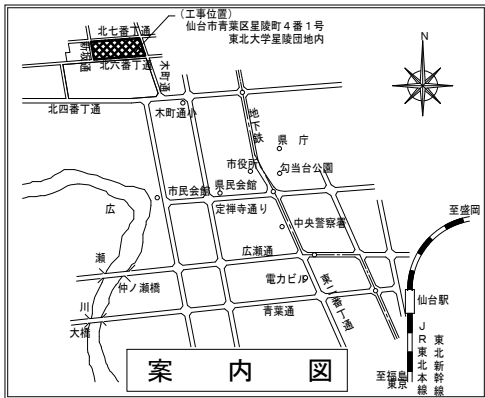 (工事位置)
仙台市青葉区星陵町4番1号
東北大学星陵団地内
北七番丁通
新坂通
北六番丁通
木町通
北四番丁通
木町通小
地下鉄
県庁
市役所
勾当台公園
市民会館
県民会館
定禅寺通り
中央警察署
広瀬通
電力ビル
東二番丁通
青葉通
広瀬川
仲ノ瀬橋
大橋
N
至盛岡
仙台駅
JR東北本線
東北新幹線
至福島
東京
案内図